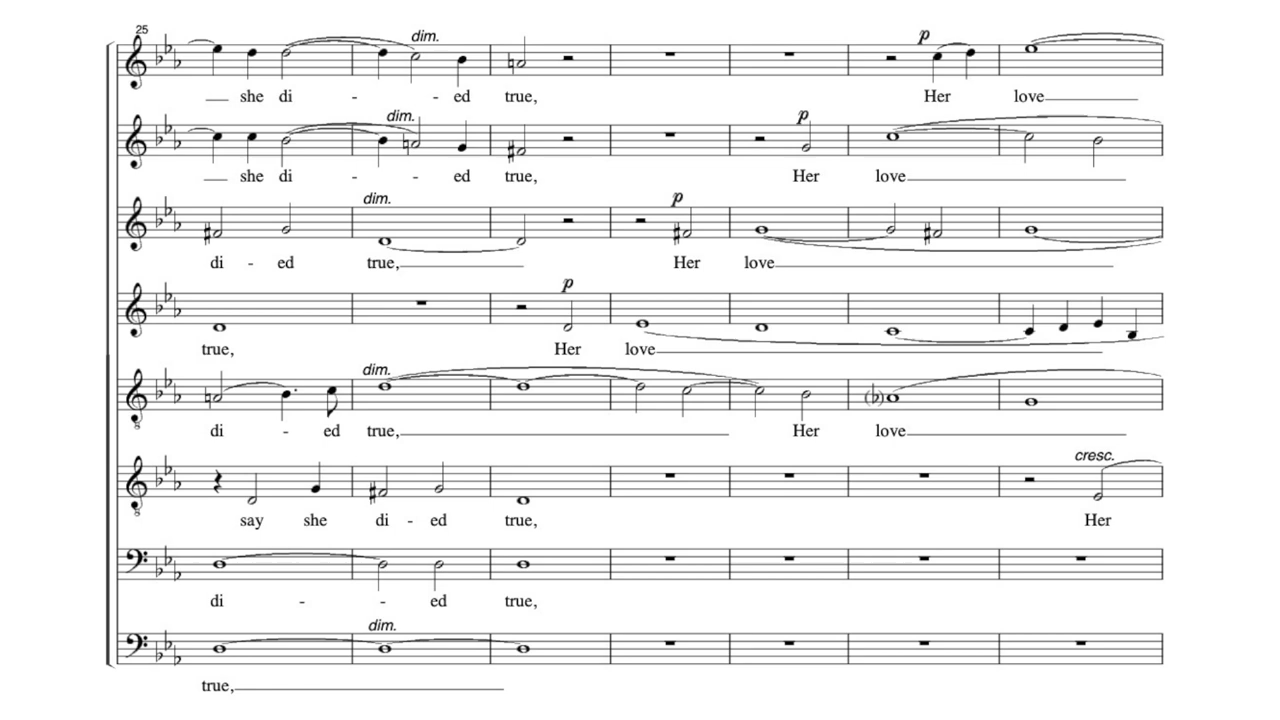 25
dim.
p
she di - - ed true, Her love
dim.
p
she di - - ed true, Her love
dim.
p
di - ed true, Her love
p
true, Her love
dim.
di - ed true, Her love
cresc.
say she di - ed true, Her
di - - ed true,
dim.
true,